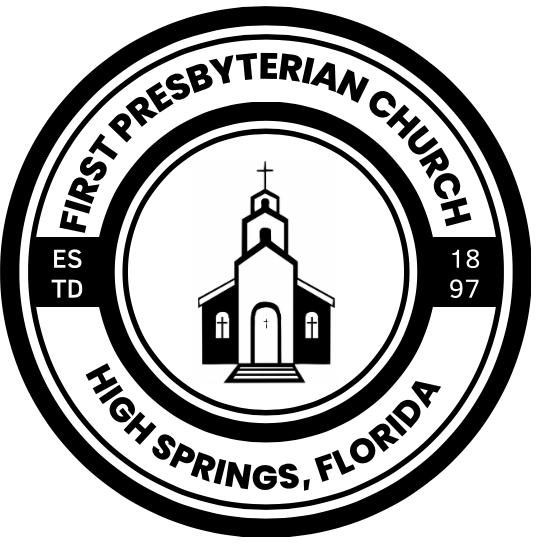 FIRST PRESBYTERIAN CHURCH
ES
TD
18
97
HIGH SPRINGS, FLORIDA